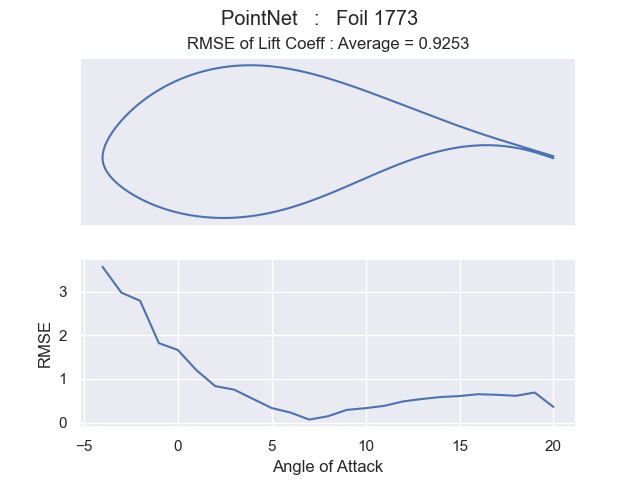 PointNet   :   Foil 1773
RMSE of Lift Coeff : Average = 0.9253
3
2
1
0
RMSE
−5 0 5 10 15 20
Angle of Attack